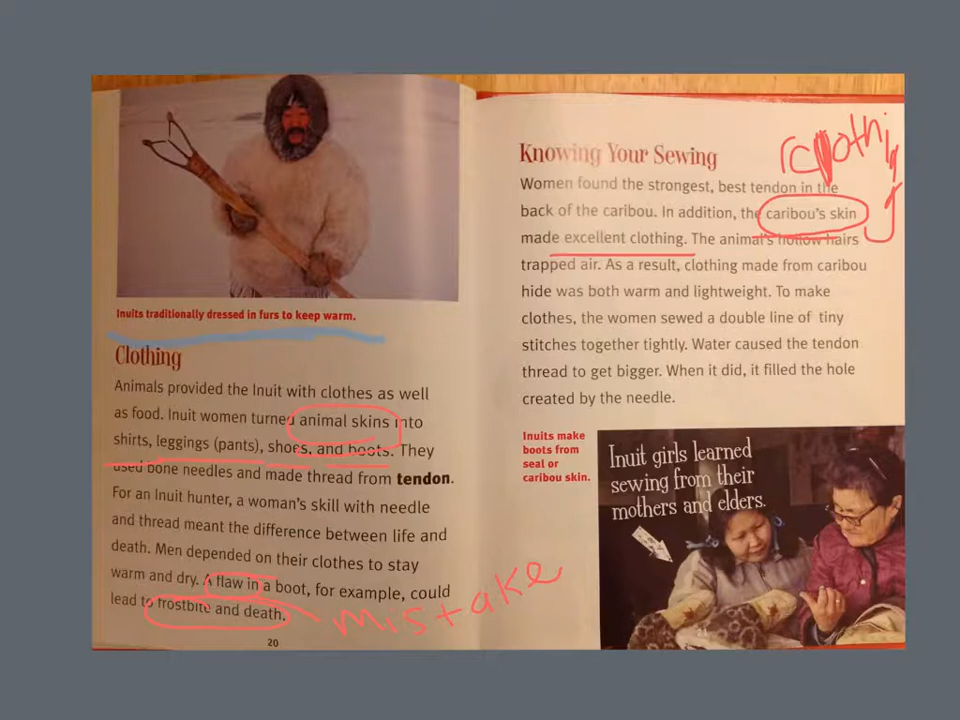 Inuits traditionally dressed in furs to keep warm.
Clothing
Animals provided the Inuit with clothes as well
as food. Inuit women turned animal skins into
shirts, leggings (pants), shoes, and boots. They
used bone needles and made thread from tendon.
For an Inuit hunter, a woman's skill with needle
and thread meant the difference between life and
death. Men depended on their clothes to stay
warm and dry. A flaw in a boot, for example, could
lead to frostbite and death.
mistake
20
Knowing Your Sewing
clothing
Women found the strongest, best tendon in the
back of the caribou. In addition, the caribou's skin
made excellent clothing. The animal's hollow hairs
trapped air. As a result, clothing made from caribou
hide was both warm and lightweight. To make
clothes, the women sewed a double line of tiny
stitches together tightly. Water caused the tendon
thread to get bigger. When it did, it filled the hole
created by the needle.
Inuits make
boots from
seal or
caribou skin.
Inuit girls learned
sewing from their
mothers and elders.
21